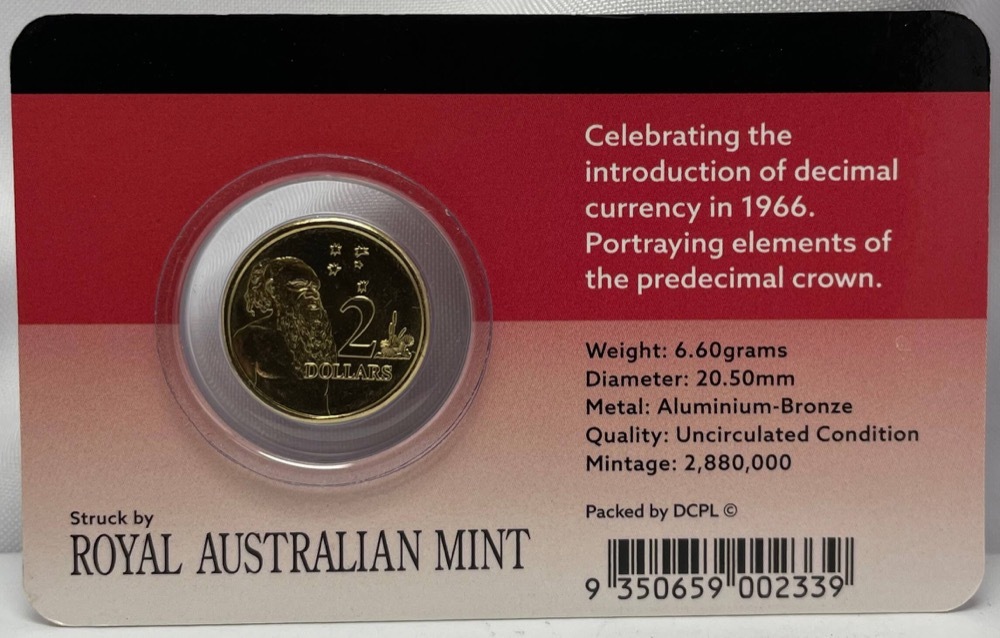 Celebrating the
introduction of decimal
currency in 1966.
Portraying elements of
the predecimal crown.
2
DOLLARS
Weight: 6.60grams
Diameter: 20.50mm
Metal: Aluminium-Bronze
Quality: Uncirculated Condition
Mintage: 2,880,000
Struck by
ROYAL AUSTRALIAN MINT
Packed by DCPL ©
9 350659 002339